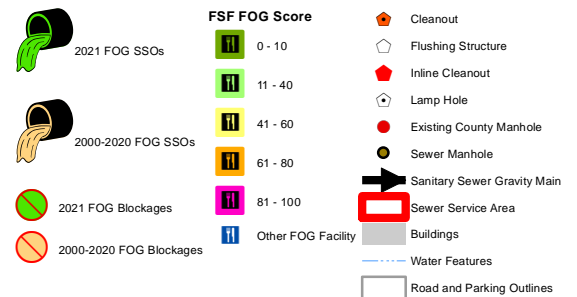 2021 FOG SSOs
2000-2020 FOG SSOs
2021 FOG Blockages
2000-2020 FOG Blockages
FSF FOG Score
0 - 10
11 - 40
41 - 60
61 - 80
81 - 100
Other FOG Facility
Cleanout
Flushing Structure
Inline Cleanout
Lamp Hole
Existing County Manhole
Sewer Manhole
Sanitary Sewer Gravity Main
Sewer Service Area
Buildings
Water Features
Road and Parking Outlines